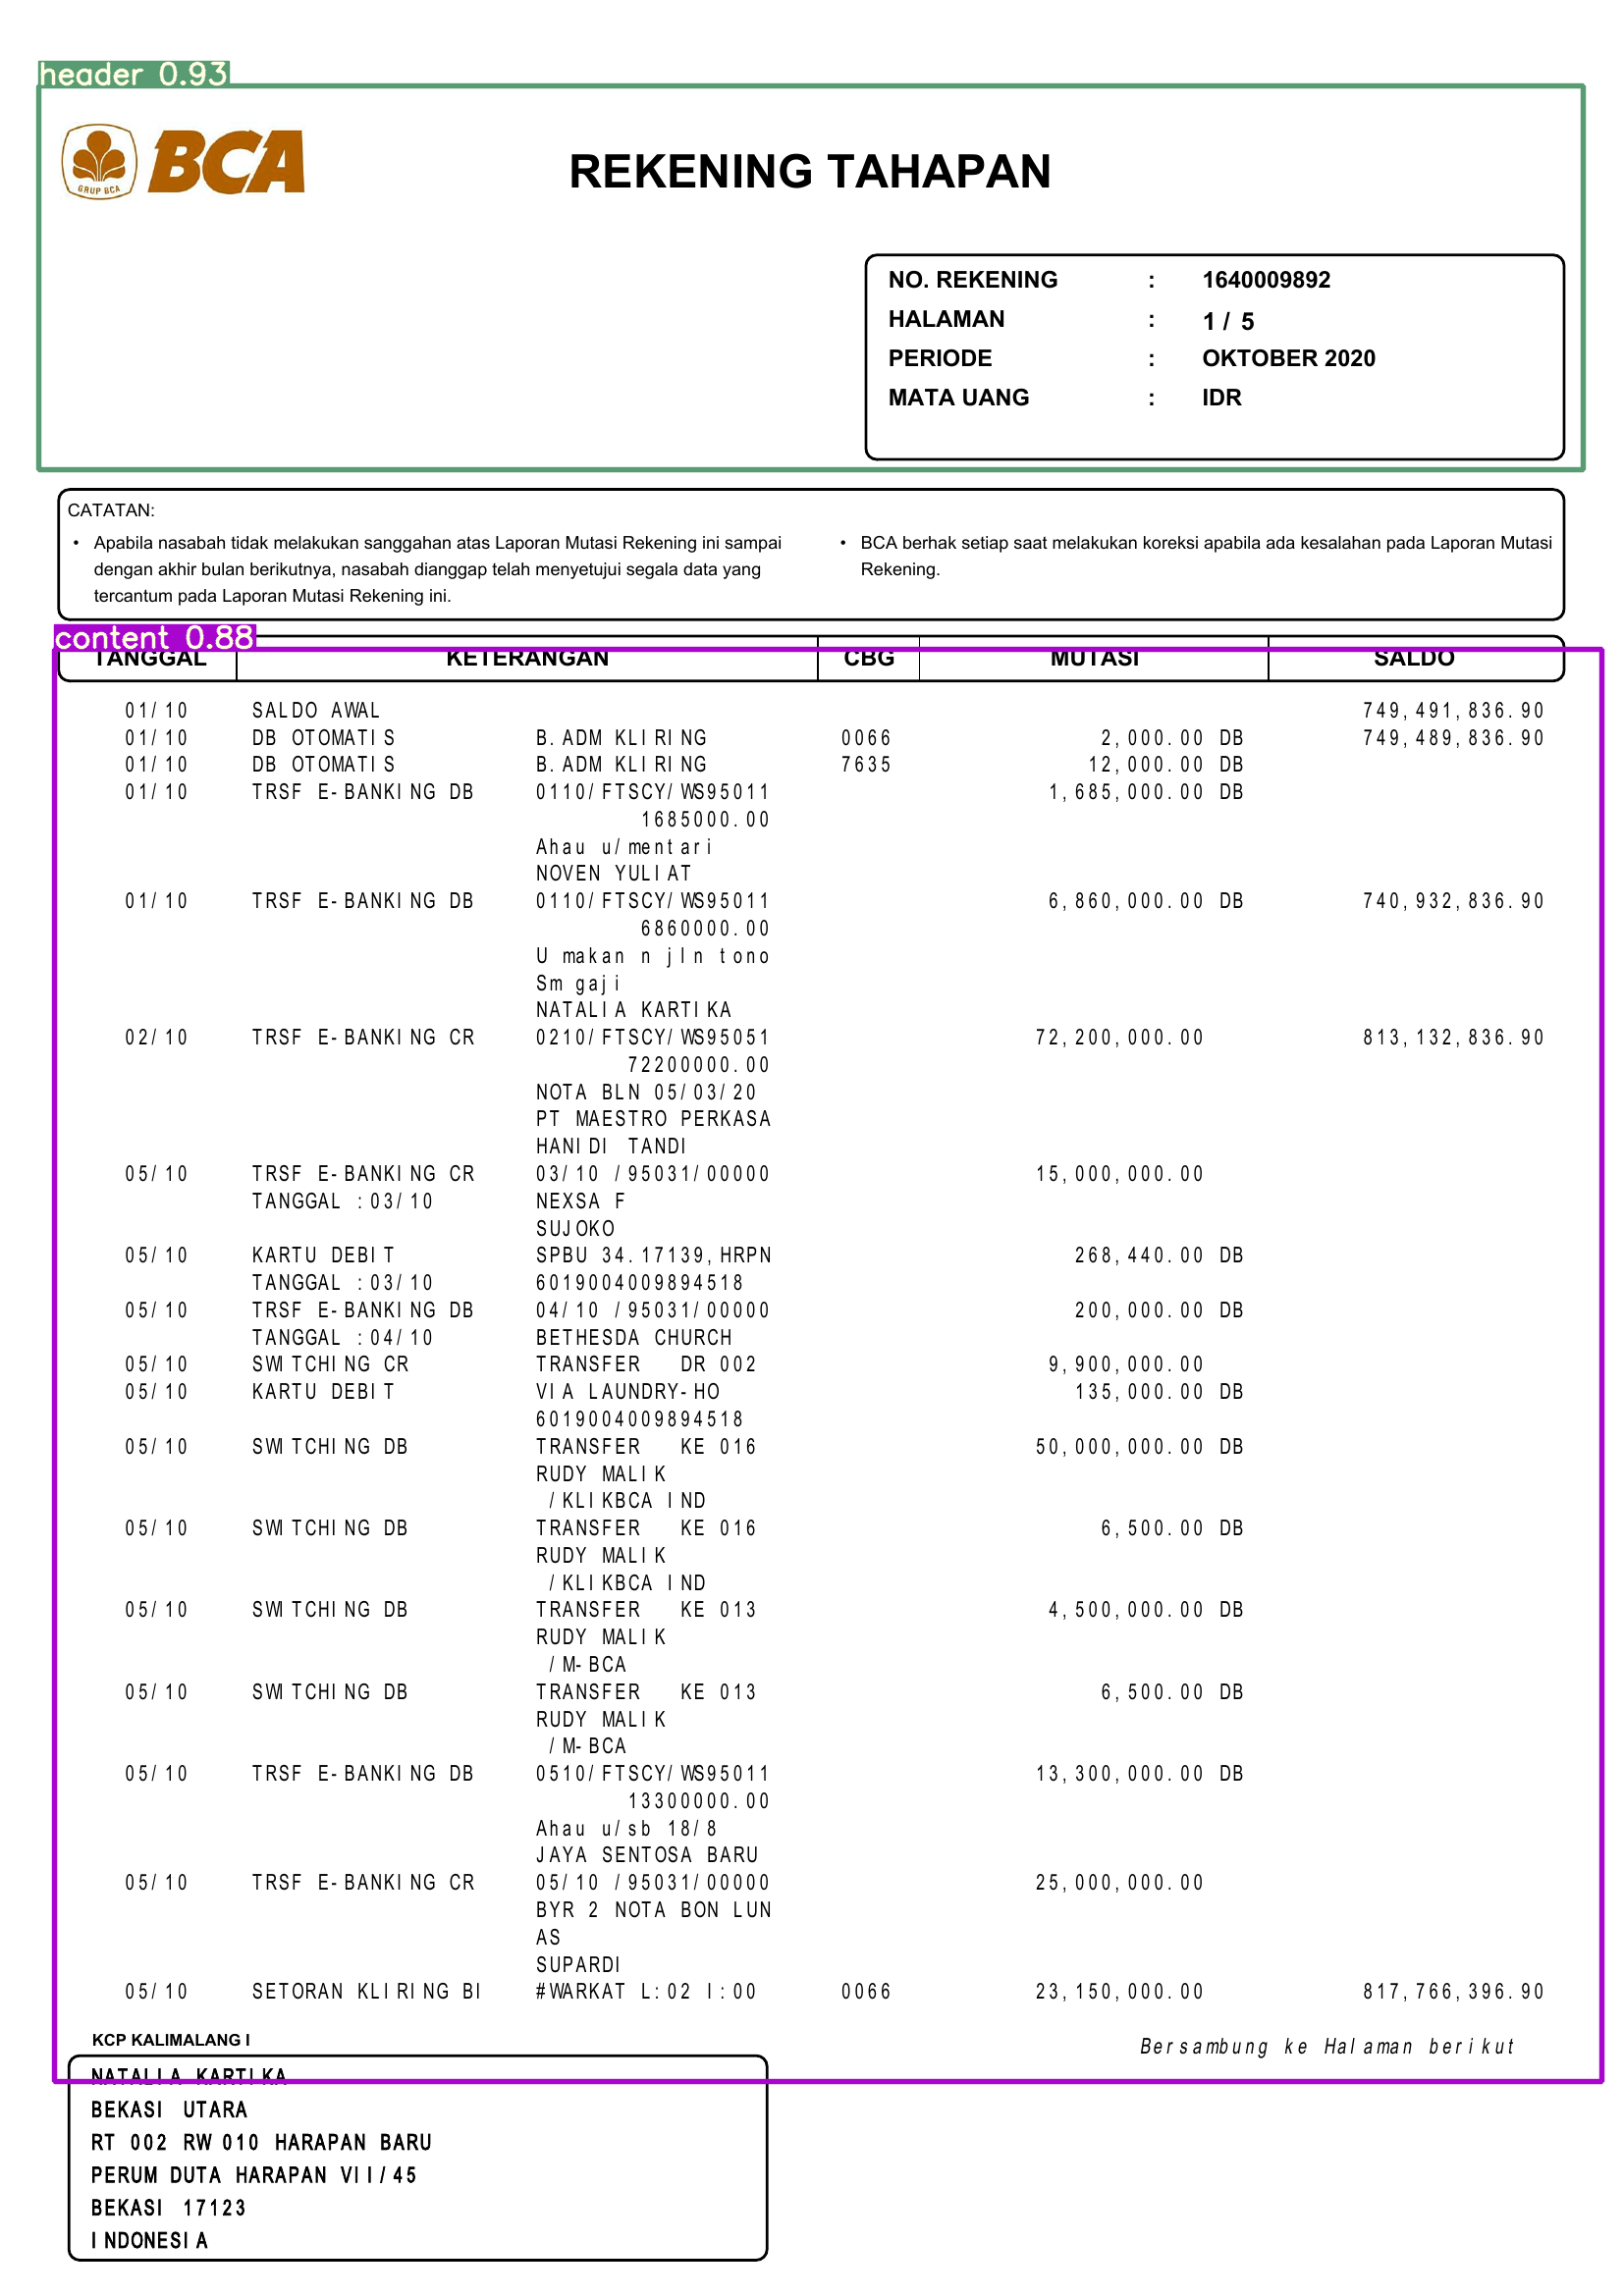 header 0.93
GRUP BCA
BCA
REKENING TAHAPAN
NO. REKENING : 1640009892
HALAMAN : 1 / 5
PERIODE : OKTOBER 2020
MATA UANG : IDR
CATATAN:
• Apabila nasabah tidak melakukan sanggahan atas Laporan Mutasi Rekening ini sampai
dengan akhir bulan berikutnya, nasabah dianggap telah menyetujui segala data yang
tercantum pada Laporan Mutasi Rekening ini.
• BCA berhak setiap saat melakukan koreksi apabila ada kesalahan pada Laporan Mutasi
Rekening.
content 0.88
TANGGAL KETERANGAN CBG MUTASI SALDO
01/10 SALDO AWAL 749,491,836.90
01/10 DB OTOMATIS B.ADM KLIRING 0066 2,000.00 DB 749,489,836.90
01/10 DB OTOMATIS B.ADM KLIRING 7635 12,000.00 DB
01/10 TRSF E-BANKING DB 0110/FTSCY/WS95011 1,685,000.00 DB
1685000.00
Ahau u/mentari
NOVEN YULIAT
01/10 TRSF E-BANKING DB 0110/FTSCY/WS95011 6,860,000.00 DB 740,932,836.90
6860000.00
U makan n jln tono
Sm gaji
NATALIA KARTIKA
02/10 TRSF E-BANKING CR 0210/FTSCY/WS95051 72,200,000.00 813,132,836.90
72200000.00
NOTA BLN 05/03/20
PT MAESTRO PERKASA
HANIDI TANDI
05/10 TRSF E-BANKING CR 03/10 /95031/00000 15,000,000.00
TANGGAL :03/10 NEXSA F
SUJOKO
05/10 KARTU DEBIT SPBU 34.17139,HRPN 268,440.00 DB
TANGGAL :03/10 6019004009894518
05/10 TRSF E-BANKING DB 04/10 /95031/00000 200,000.00 DB
TANGGAL :04/10 BETHESDA CHURCH
05/10 SWITCHING CR TRANSFER DR 002 9,900,000.00
05/10 KARTU DEBIT VIA LAUNDRY-HO 135,000.00 DB
6019004009894518
05/10 SWITCHING DB TRANSFER KE 016 50,000,000.00 DB
RUDY MALIK
/KLIKBCA IND
05/10 SWITCHING DB TRANSFER KE 016 6,500.00 DB
RUDY MALIK
/KLIKBCA IND
05/10 SWITCHING DB TRANSFER KE 013 4,500,000.00 DB
RUDY MALIK
/M-BCA
05/10 SWITCHING DB TRANSFER KE 013 6,500.00 DB
RUDY MALIK
/M-BCA
05/10 TRSF E-BANKING DB 0510/FTSCY/WS95011 13,300,000.00 DB
13300000.00
Ahau u/sb 18/8
JAYA SENTOSA BARU
05/10 TRSF E-BANKING CR 05/10 /95031/00000 25,000,000.00
BYR 2 NOTA BON LUN
AS
SUPARDI
05/10 SETORAN KLIRING BI #WARKAT L:02 I:00 0066 23,150,000.00 817,766,396.90
KCP KALIMALANG I
Bersambung ke Halaman berikut
NATALIA KARTIKA
BEKASI UTARA
RT 002 RW 010 HARAPAN BARU
PERUM DUTA HARAPAN VII/45
BEKASI 17123
INDONESIA